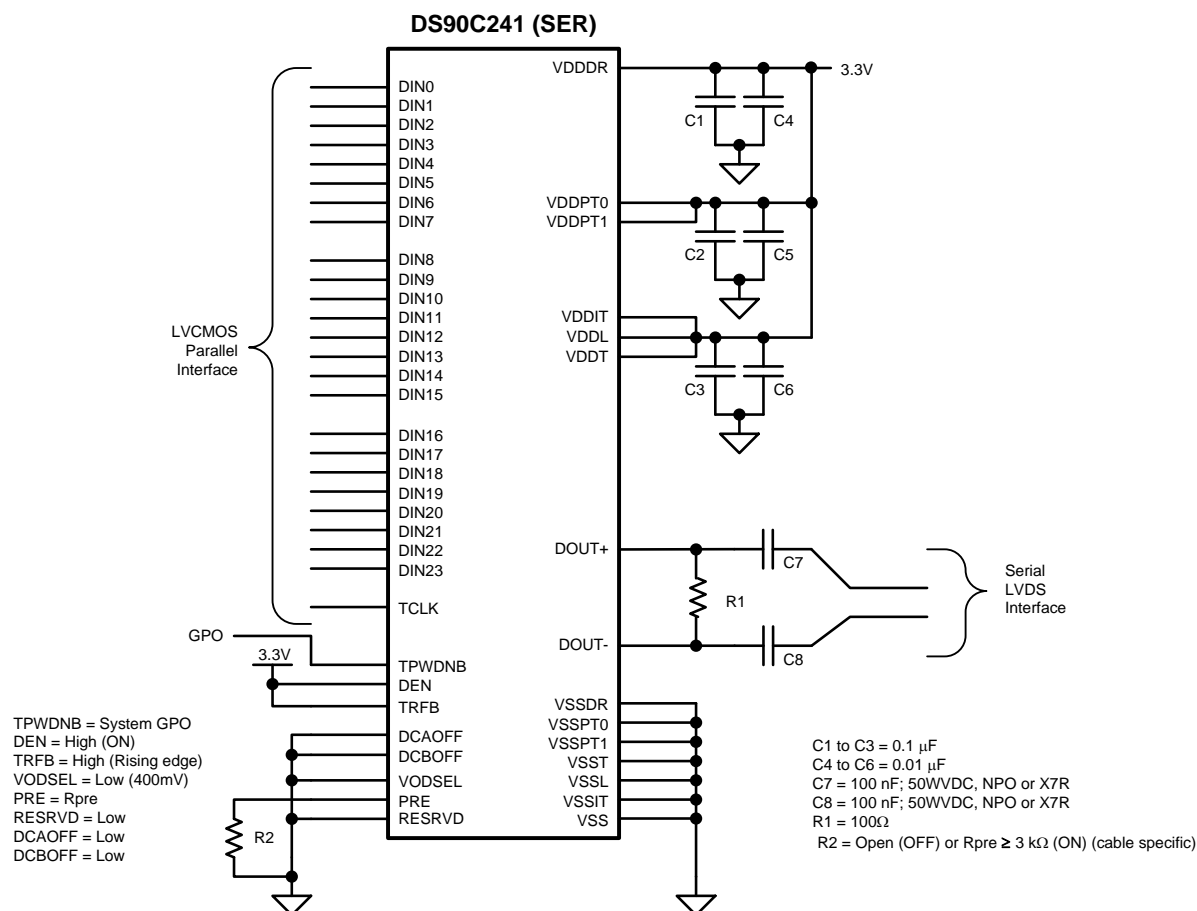 DS90C241 (SER)
VDDDR
3.3V
DIN0
DIN1
DIN2
DIN3
DIN4
DIN5
DIN6
DIN7
C1
C4
VDDPT0
VDDPT1
C2
C5
DIN8
DIN9
DIN10
DIN11
DIN12
DIN13
DIN14
DIN15
LVCMOS
Parallel
Interface
VDDIT
VDDL
VDDT
C3
C6
DIN16
DIN17
DIN18
DIN19
DIN20
DIN21
DIN22
DIN23
TCLK
DOUT+
C7
R1
DOUT-
C8
Serial
LVDS
Interface
GPO
3.3V
TPWDNB
DEN
TRFB
DCAOFF
DCBOFF
VODSEL
PRE
RESRVD
R2
VSSDR
VSSPT0
VSSPT1
VSST
VSSL
VSSIT
VSS
TPWDNB = System GPO
DEN = High (ON)
TRFB = High (Rising edge)
VODSEL = Low (400mV)
PRE = Rpre
RESRVD = Low
DCAOFF = Low
DCBOFF = Low
C1 to C3 = 0.1 μF
C4 to C6 = 0.01 μF
C7 = 100 nF; 50WVDC, NPO or X7R
C8 = 100 nF; 50WVDC, NPO or X7R
R1 = 100Ω
R2 = Open (OFF) or Rpre ≥ 3 kΩ (ON) (cable specific)